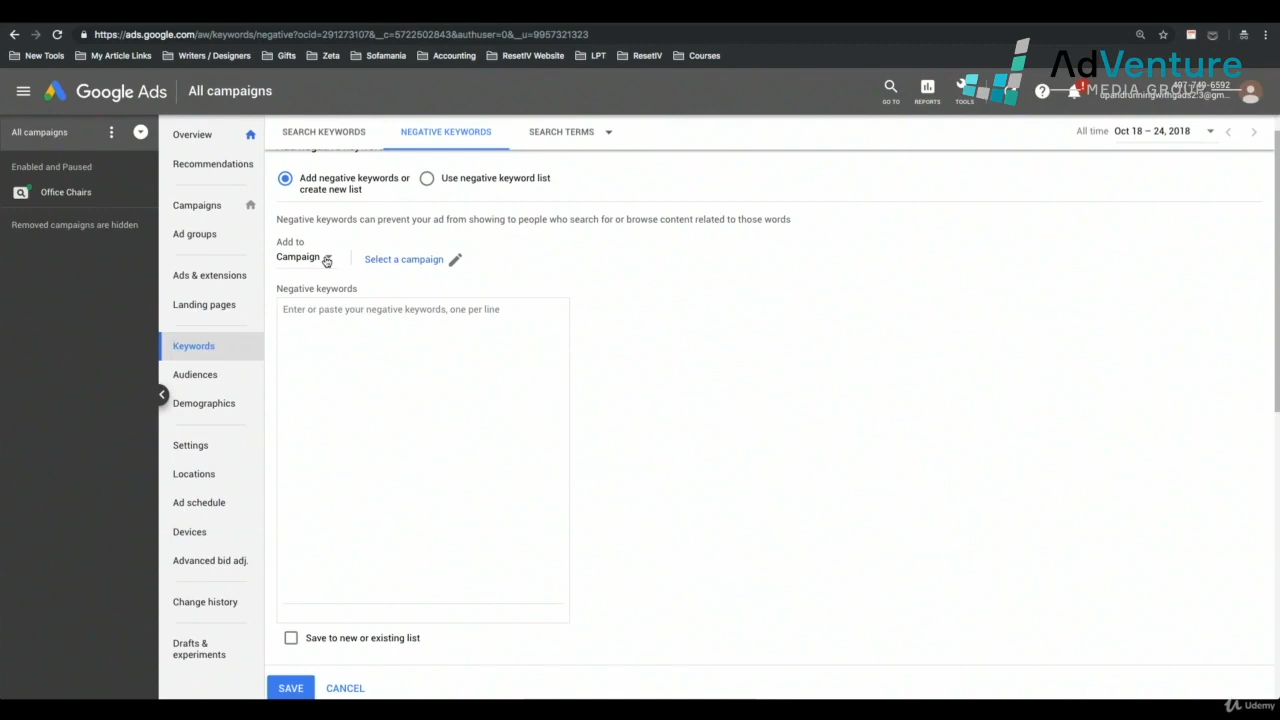 https://ads.google.com/aw/keywords/negative?ocid=291273107&__c=5722502843&authuser=0&__u=9957321323
New Tools My Article Links Writers / Designers Gifts Zeta Sofamania Accounting ResetIV Website LPT ResetIV Courses
Google Ads All campaigns
GO TO REPORTS TOOLS
AdVenture
MEDIA GROUP
407-740-6592
All campaigns
Enabled and Paused
Office Chairs
Removed campaigns are hidden
Overview
Recommendations
Campaigns
Ad groups
Ads & extensions
Landing pages
Keywords
Audiences
Demographics
Settings
Locations
Ad schedule
Devices
Advanced bid adj.
Change history
Drafts &
experiments
SEARCH KEYWORDS NEGATIVE KEYWORDS SEARCH TERMS
All time Oct 18 – 24, 2018
Add negative keywords or
create new list
Use negative keyword list
Negative keywords can prevent your ad from showing to people who search for or browse content related to those words
Add to
Campaign
Select a campaign
Negative keywords
Enter or paste your negative keywords, one per line
Save to new or existing list
SAVE CANCEL
Udemy